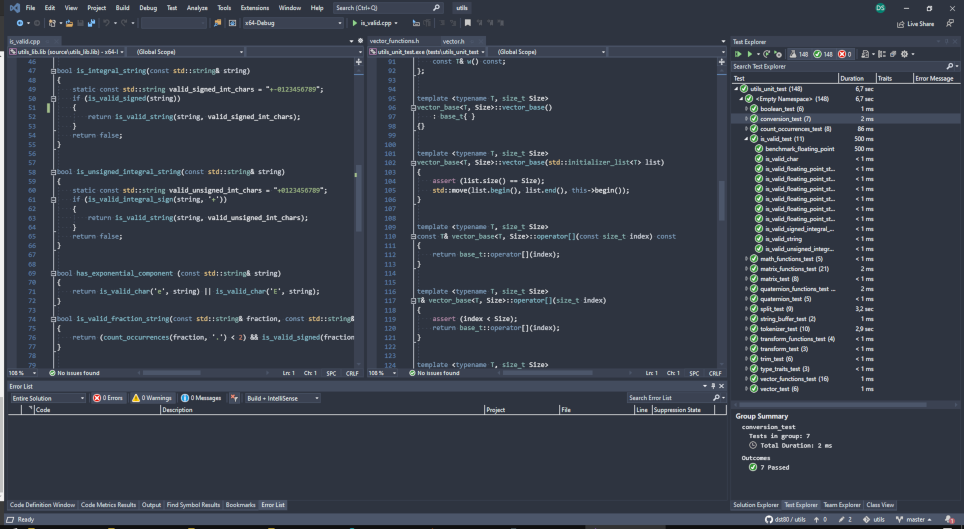 File Edit View Project Build Debug Test Analyze Tools Extensions Window Help Search (Ctrl+Q) utils DS
x64-Debug is_valid.cpp Live Share
is_valid.cpp
utils_lib.lib (source\utils_lib.lib) - x64-I (Global Scope)
46
47 bool is_integral_string(const std::string& string)
48 {
49 static const std::string valid_signed_int_chars = "+-0123456789";
50 if (is_valid_signed(string))
51 {
52 return is_valid_string(string, valid_signed_int_chars);
53 }
54 return false;
55 }
56
57
58 bool is_unsigned_integral_string(const std::string& string)
59 {
60 static const std::string valid_unsigned_int_chars = "+0123456789";
61 if (is_valid_integral_sign(string, '+'))
62 {
63 return is_valid_string(string, valid_unsigned_int_chars);
64 }
65 return false;
66 }
67
68
69 bool has_exponential_component (const std::string& string)
70 {
71 return is_valid_char('e', string) || is_valid_char('E', string);
72 }
73
74 bool is_valid_fraction_string(const std::string& fraction, const std::string&
75 {
76 return (count_occurrences(fraction, '.') < 2) && is_valid_signed(fraction
77 }
78
79
108 % No issues found Ln: 1 Ch: 1 SPC CRLF
vector_functions.h vector.h
utils_unit_test.exe (test\utils_unit_test (Global Scope)
91 const T& w() const;
92 };
93
94
95 template <typename T, size_t Size>
96 vector_base<T, Size>::vector_base()
97 : base_t{ }
98 {}
99
100
101 template <typename T, size_t Size>
102 vector_base<T, Size>::vector_base(std::initializer_list<T> list)
103 {
104 assert (list.size() == Size);
105 std::move(list.begin(), list.end(), this->begin());
106 }
107
108
109 template <typename T, size_t Size>
110 const T& vector_base<T, Size>::operator[](const size_t index) const
111 {
112 return base_t::operator[](index);
113 }
114
115
116 template <typename T, size_t Size>
117 T& vector_base<T, Size>::operator[](size_t index)
118 {
119 assert (index < Size);
120 return base_t::operator[](index);
121 }
122
123
124 template <typename T, size_t Size>
108 % No issues found Ln: 1 Ch: 1 SPC CRLF
Test Explorer
148 148 0
Search Test Explorer
Test Duration Traits Error Message
utils_unit_test (148) 6,7 sec
<Empty Namespace> (148) 6,7 sec
boolean_test (6) 1 ms
conversion_test (7) 2 ms
count_occurrences_test (8) 86 ms
is_valid_test (11) 500 ms
benchmark_floating_point 500 ms
is_valid_char < 1 ms
is_valid_floating_point_st... < 1 ms
is_valid_floating_point_st... < 1 ms
is_valid_floating_point_st... < 1 ms
is_valid_floating_point_st... < 1 ms
is_valid_floating_point_st... < 1 ms
is_valid_floating_point_st... < 1 ms
is_valid_signed_integral_... < 1 ms
is_valid_string < 1 ms
is_valid_unsigned_integr... < 1 ms
math_functions_test (5) < 1 ms
matrix_functions_test (21) 2 ms
matrix_test (8) < 1 ms
quaternion_functions_test ... 2 ms
quaternion_test (5) < 1 ms
split_test (9) 3,2 sec
string_buffer_test (2) 1 ms
tokenizer_test (10) 2,9 sec
transform_functions_test (4) < 1 ms
transform_test (3) < 1 ms
trim_test (6) < 1 ms
type_traits_test (3) < 1 ms
vector_functions_test (16) < 1 ms
vector_test (6) < 1 ms
Group Summary
conversion_test
Tests in group: 7
Total Duration: 2 ms
Outcomes
7 Passed
Solution Explorer Test Explorer Team Explorer Class View
Error List
Entire Solution 0 Errors 0 Warnings 0 Messages Build + IntelliSense Search Error List
Code Description Project File Line Suppression State
Code Definition Window Code Metrics Results Output Find Symbol Results Bookmarks Error List
Ready dst80 / utils 0 2 utils master